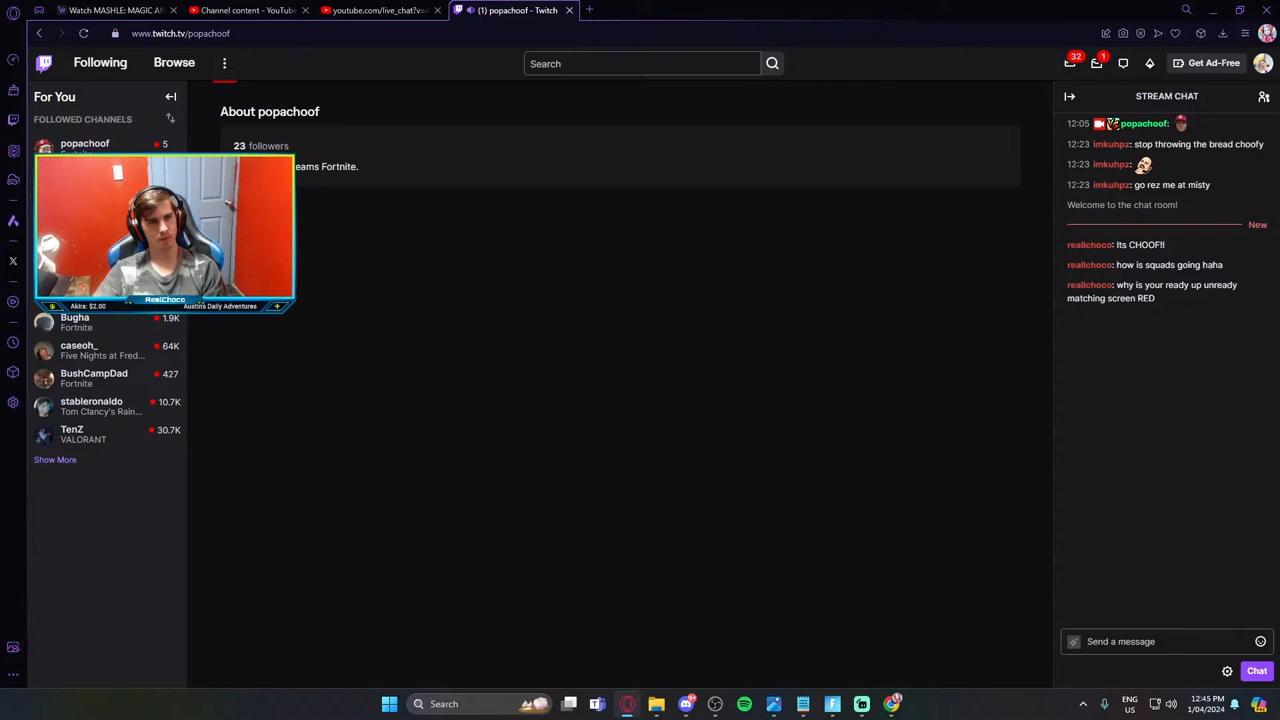 Watch MASHLE: MAGIC AN
Channel content - YouTube
youtube.com/live_chat?v=
(1) popachoof - Twitch
www.twitch.tv/popachoof
Following
Browse
Search
32
1
Get Ad-Free
For You
FOLLOWED CHANNELS
popachoof
5
RealChoco
Akira: $2.00
Austin's Daily Adventures
Bugha
1.9K
Fortnite
caseoh_
64K
Five Nights at Fred...
BushCampDad
427
Fortnite
stableronaldo
10.7K
Tom Clancy's Rain...
TenZ
30.7K
VALORANT
Show More
About popachoof
23 followers
eams Fortnite.
STREAM CHAT
12:05 popachoof:
12:23 imkuhpz: stop throwing the bread choofy
12:23 imkuhpz:
12:23 imkuhpz: go rez me at misty
Welcome to the chat room!
New
reallchoco: Its CHOOF!!
reallchoco: how is squads going haha
reallchoco: why is your ready up unready
matching screen RED
Send a message
Chat
Search
9+
ENG
US
12:45 PM
1/04/2024